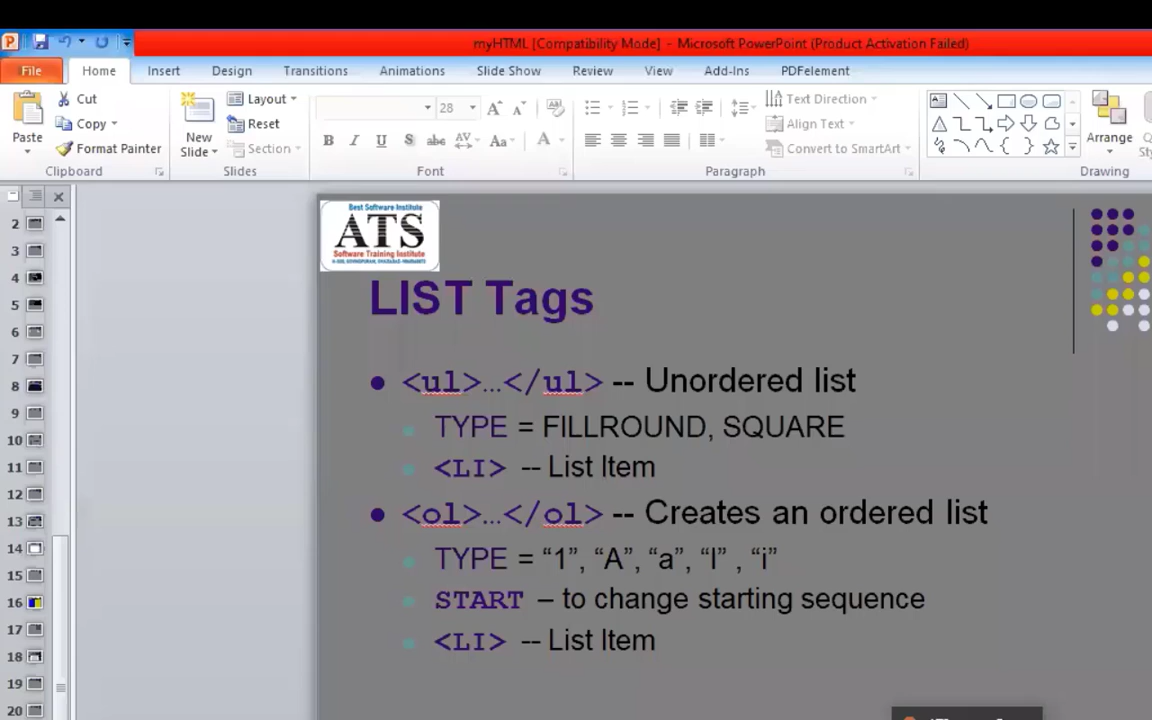 myHTML [Compatibility Mode] - Microsoft PowerPoint (Product Activation Failed)
File Home Insert Design Transitions Animations Slide Show Review View Add-Ins PDFelement
Cut
Copy
Format Painter
Paste
Clipboard
New
Slide
Layout
Reset
Section
Slides
28
Font
Text Direction
Align Text
Convert to SmartArt
Paragraph
Arrange
Drawing
2
3
4
5
6
7
8
9
10
11
12
13
14
15
16
17
18
19
20
Best Software Institute
ATS
Software Training Institute
LIST Tags
<ul>…</ul> -- Unordered list
TYPE = FILLROUND, SQUARE
<LI> -- List Item
<ol>…</ol> -- Creates an ordered list
TYPE = “1”, “A”, “a”, “I” , “i”
START – to change starting sequence
<LI> -- List Item